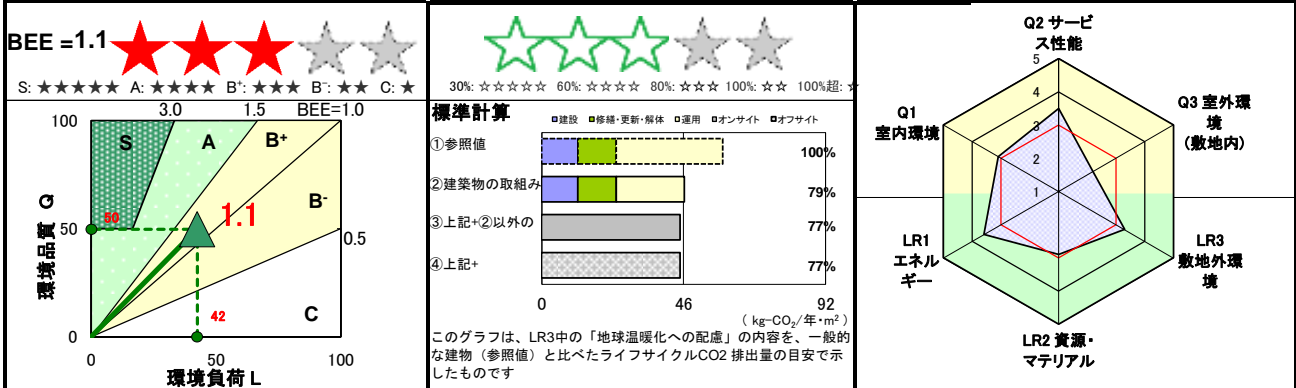 BEE = 1.1
S: ★★★★★ A: ★★★★ B⁺: ★★★ B⁻: ★★ C: ★
3.0 1.5 BEE=1.0
100
S
A
B⁺
B⁻
50
50
1.1
0.5
42
C
0
0 50 100
環境品質 Q
環境負荷 L
30%: ☆☆☆☆☆ 60%: ☆☆☆☆ 80%: ☆☆☆ 100%: ☆☆ 100%超: ☆
標準計算
建設 修繕・更新・解体 運用 オンサイト オフサイト
①参照値 100%
②建築物の取組み 79%
③上記+②以外の 77%
④上記+ 77%
0 46 92
( kg-CO₂/年・m² )
このグラフは、LR3中の「地球温暖化への配慮」の内容を、一般的
な建物（参照値）と比べたライフサイクルCO2 排出量の目安で示
したものです
Q2 サービ
ス性能
5
4
3
2
1
Q1
室内環境
Q3 室外環
境
(敷地内)
LR1
エネル
ギー
LR3
敷地外環
境
LR2 資源・
マテリアル